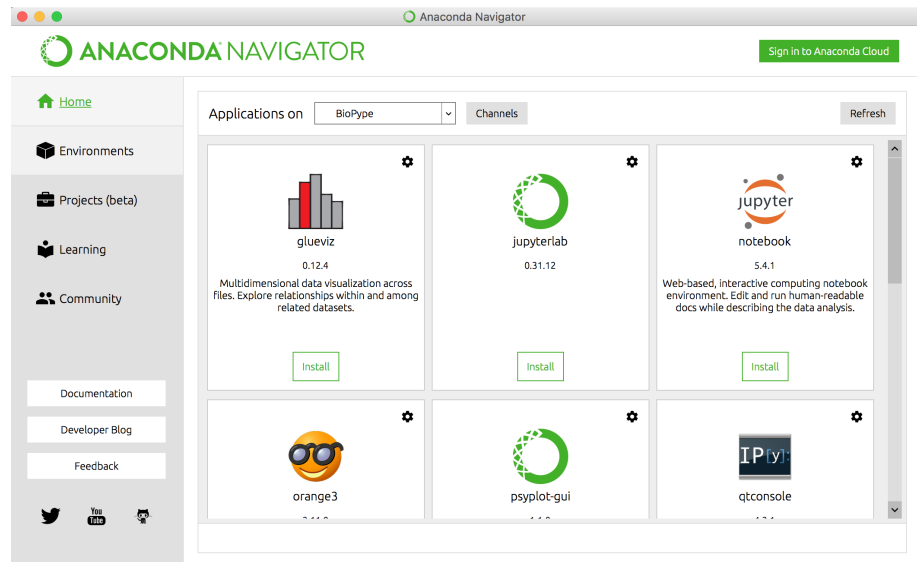 Anaconda Navigator
ANACONDA NAVIGATOR
Sign in to Anaconda Cloud
Home
Environments
Projects (beta)
Learning
Community
Documentation
Developer Blog
Feedback
You
Tube
Applications on
BioPype
Channels
Refresh
glueviz
0.12.4
Multidimensional data visualization across
files. Explore relationships within and among
related datasets.
Install
jupyterlab
0.31.12
Install
jupyter
notebook
5.4.1
Web-based, interactive computing notebook
environment. Edit and run human-readable
docs while describing the data analysis.
Install
orange3
psyplot-gui
IP[y]:
qtconsole